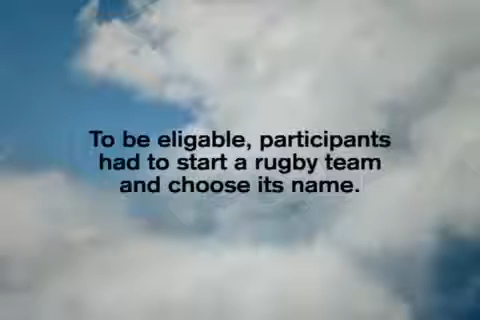 To be eligable, participants
had to start a rugby team
and choose its name.